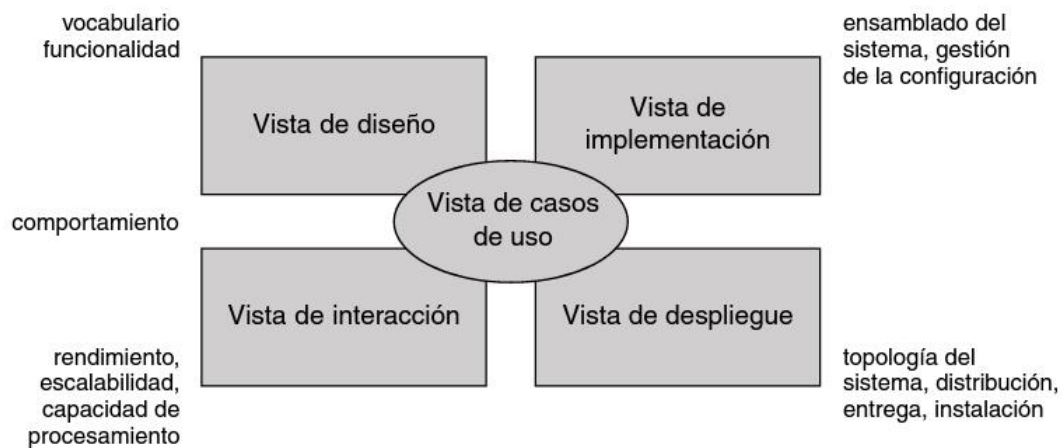 vocabulario
funcionalidad
ensamblado del
sistema, gestión
de la configuración
Vista de diseño
Vista de
implementación
Vista de casos
de uso
comportamiento
Vista de interacción
Vista de despliegue
rendimiento,
escalabilidad,
capacidad de
procesamiento
topología del
sistema, distribución,
entrega, instalación